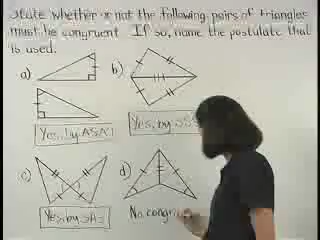 State whether or not the following pairs of triangles
must be congruent. If so, name the postulate that
is used.
a)
b)
Yes, by ASA!
Yes, by SSS
c)
d)
Yes, by SAS
No congru